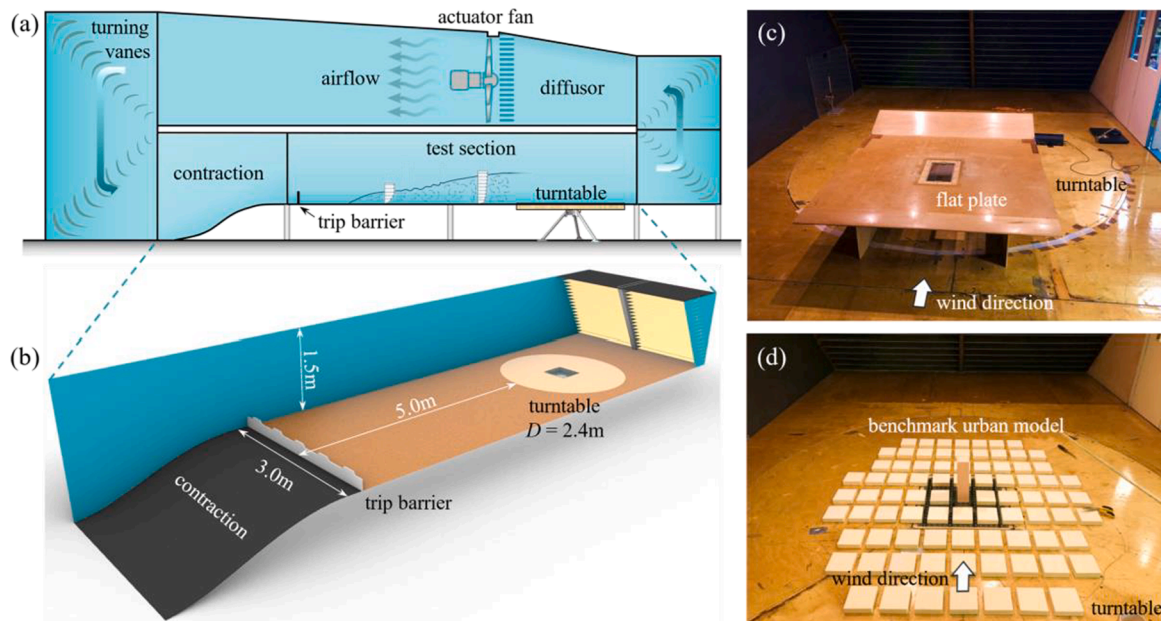 (a)
turning
vanes
actuator fan
airflow
diffusor
contraction
test section
turntable
trip barrier
(b)
1.5m
5.0m
turntable
D = 2.4m
3.0m
contraction
trip barrier
(c)
turntable
flat plate
wind direction
(d)
benchmark urban model
wind direction
turntable